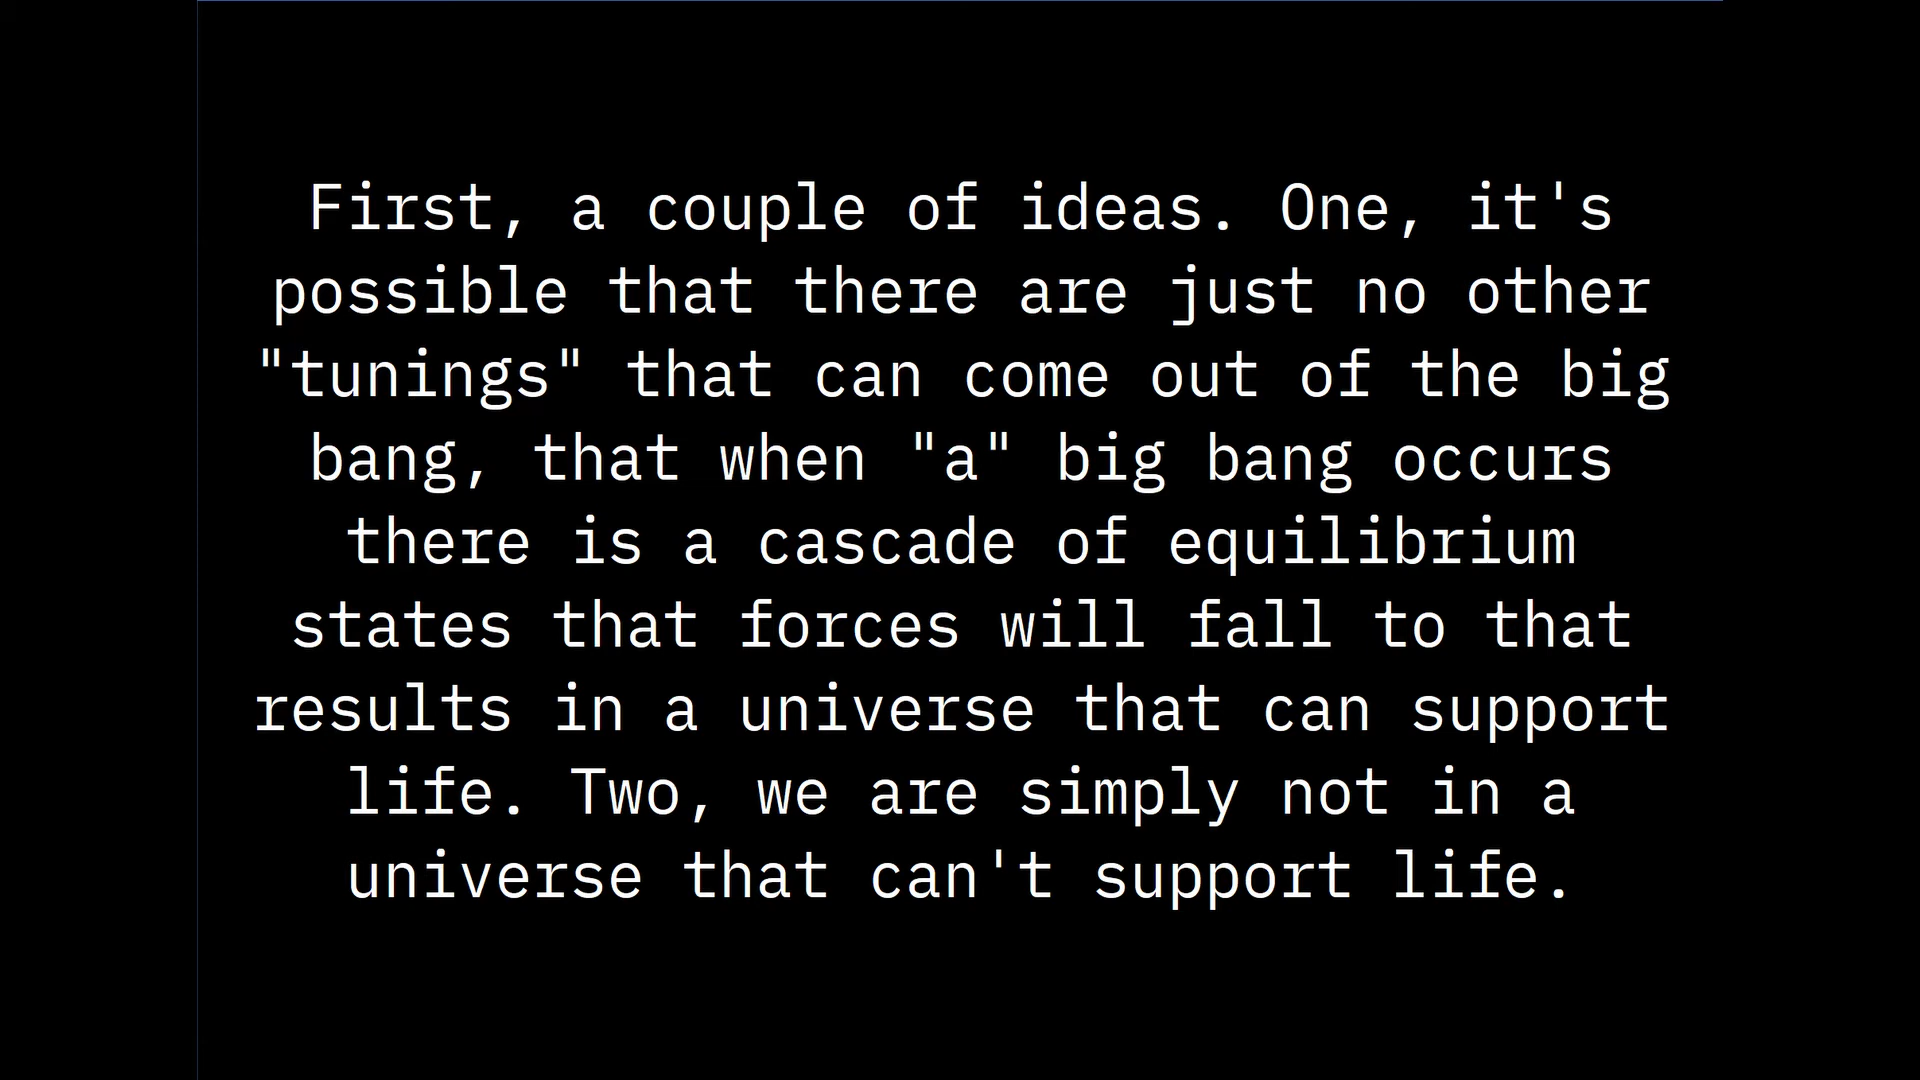 First, a couple of ideas. One, it's
possible that there are just no other
"tunings" that can come out of the big
bang, that when "a" big bang occurs
there is a cascade of equilibrium
states that forces will fall to that
results in a universe that can support
life. Two, we are simply not in a
universe that can't support life.